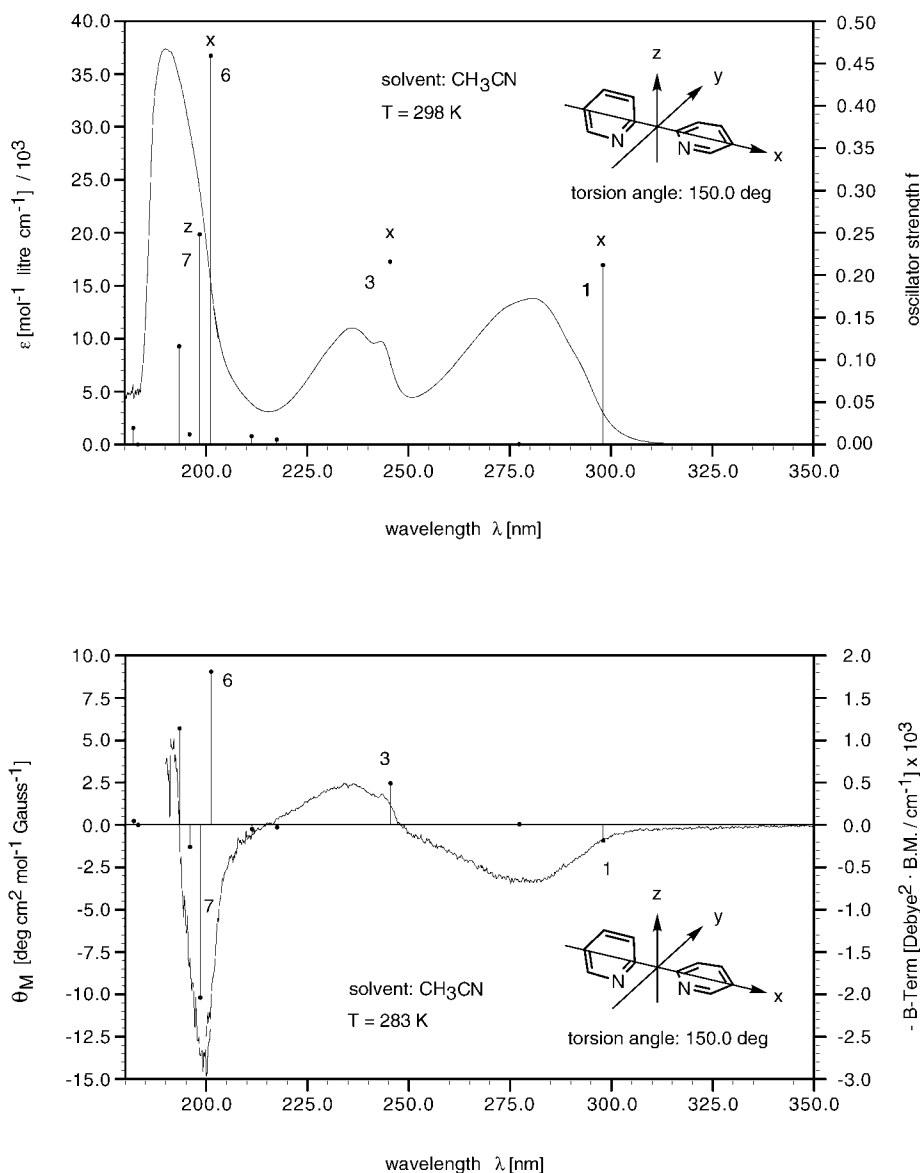 40.0
35.0
30.0
25.0
20.0
15.0
10.0
5.0
0.0
ε [mol⁻¹ litre cm⁻¹] / 10³
x
6
z
7
x
3
x
1
solvent: CH₃CN
T = 298 K
z
y
x
N
N
torsion angle: 150.0 deg
0.50
0.45
0.40
0.35
0.30
0.25
0.20
0.15
0.10
0.05
0.00
oscillator strength f
200.0 225.0 250.0 275.0 300.0 325.0 350.0
wavelength λ [nm]
10.0
7.5
5.0
2.5
0.0
-2.5
-5.0
-7.5
-10.0
-12.5
-15.0
θM [deg cm² mol⁻¹ Gauss⁻¹]
6
3
7
1
solvent: CH₃CN
T = 283 K
z
y
x
N
N
torsion angle: 150.0 deg
2.0
1.5
1.0
0.5
0.0
-0.5
-1.0
-1.5
-2.0
-2.5
-3.0
- B-Term [Debye² · B.M. / cm⁻¹] x 10³
200.0 225.0 250.0 275.0 300.0 325.0 350.0
wavelength λ [nm]